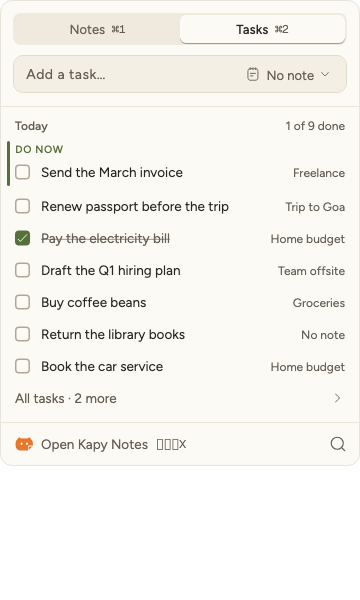 Notes ⌘1 Tasks ⌘2
Add a task... No note
Today 1 of 9 done
DO NOW
Send the March invoice Freelance
Renew passport before the trip Trip to Goa
Pay the electricity bill Home budget
Draft the Q1 hiring plan Team offsite
Buy coffee beans Groceries
Return the library books No note
Book the car service Home budget
All tasks · 2 more
Open Kapy Notes ▯▯▯X